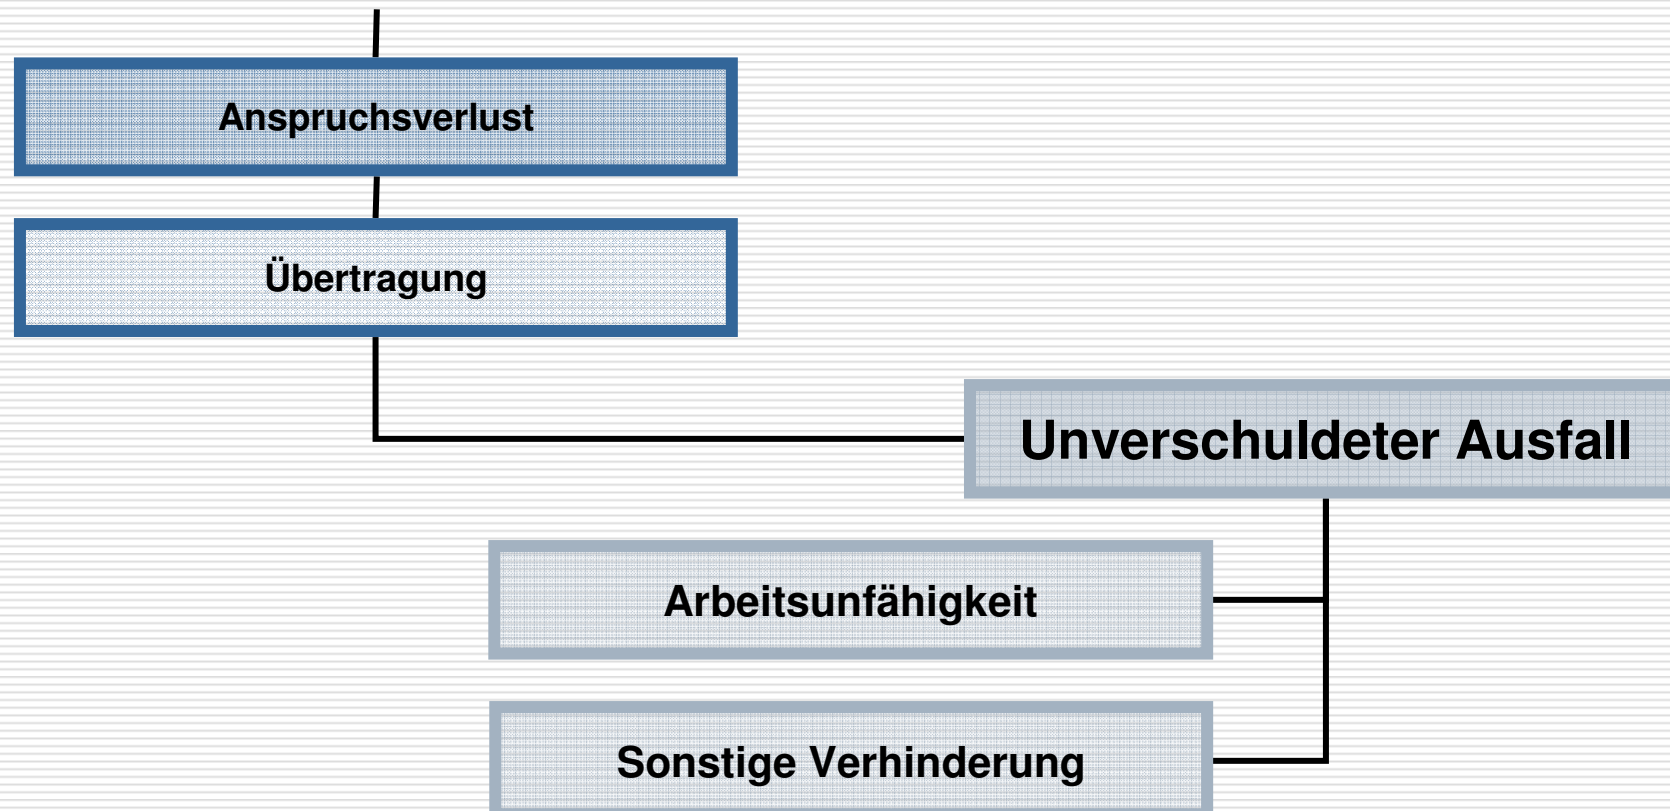 Anspruchsverlust
Übertragung
Unverschuldeter Ausfall
Arbeitsunfähigkeit
Sonstige Verhinderung